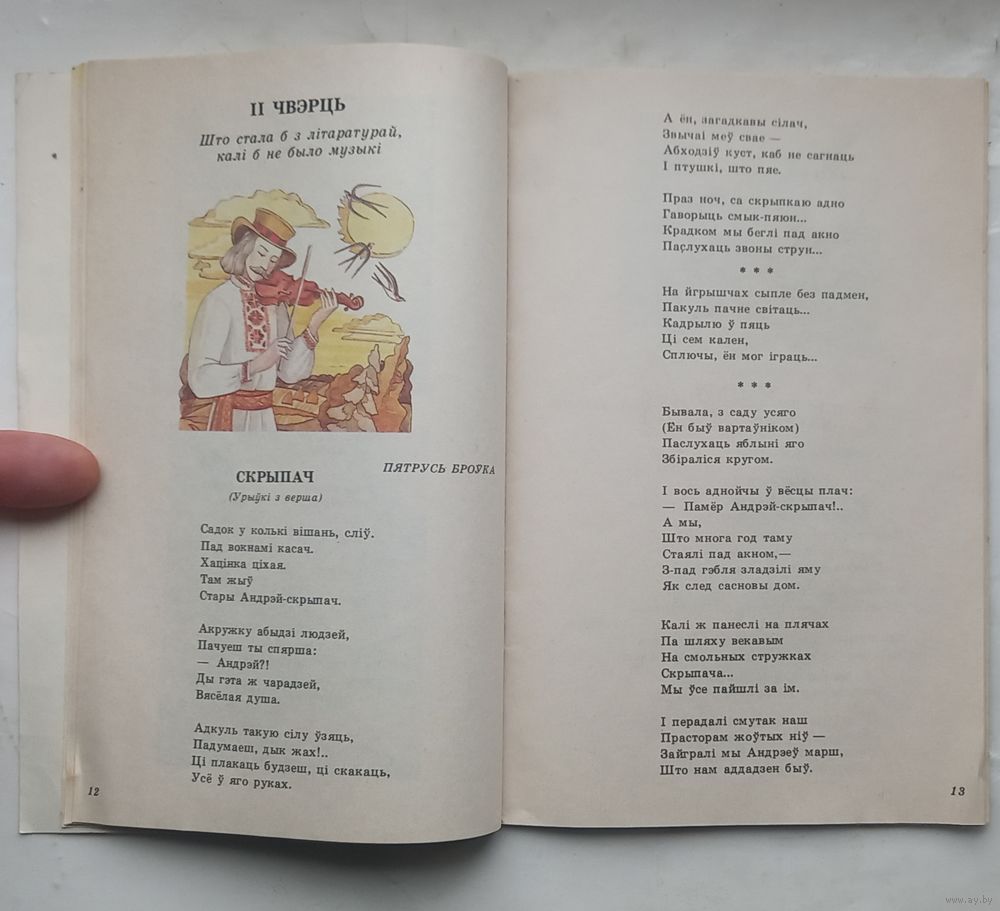 II ЧВЭРЦЬ
Што стала б з літаратурай,
калі б не было музыкі
ПЯТРУСЬ БРОЎКА
СКРЫПАЧ
(Урыўкі з верша)
Садок у колькі вішань, сліў.
Пад вокнамі касач.
Хацінка ціхая.
Там жыў
Стары Андрэй-скрыпач.
Акружку абыдзі людзей,
Пачуеш ты спярша:
— Андрэй?!
Ды гэта ж чарадзей,
Вясёлая душа.
Адкуль такую сілу ўзяць,
Падумаеш, дык жах!..
Ці плакаць будзеш, ці скакаць,
Усё ў яго руках.
12
А ён, загадкавы сілач,
Звычаі меў свае —
Абходзіў куст, каб не сагнаць
І птушкі, што пяе.
Праз ноч, са скрыпкаю адно
Гаворыць смык-пяюн...
Крадком мы беглі пад акно
Паслухаць звоны струн...
* * *
На йгрышчах сыпле без падмен,
Пакуль пачне світаць...
Кадрылю ў пяць
Ці сем кален,
Сплючы, ён мог іграць...
* * *
Бывала, з саду усяго
(Ен быў вартаўніком)
Паслухаць яблыні яго
Збіраліся кругом.
І вось аднойчы ў вёсцы плач:
— Памёр Андрэй-скрыпач!..
А мы,
Што многа год таму
Стаялі пад акном,—
З-пад гэбля зладзілі яму
Як след сасновы дом.
Калі ж панеслі на плячах
Па шляху векавым
На смольных стружках
Скрыпача...
Мы ўсе пайшлі за ім.
І перадалі смутак наш
Прасторам жоўтых ніў —
Зайгралі мы Андрэеў марш,
Што нам аддадзен быў.
13
www.ay.by